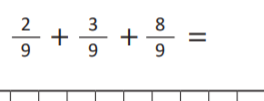 2/9 + 3/9 + 8/9 =